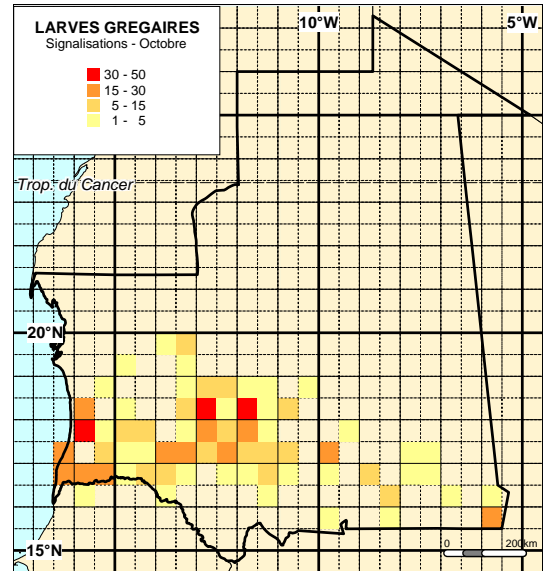 LARVES GREGAIRES
Signalisations - Octobre
30 - 50
15 - 30
5 - 15
1 - 5
10°W
5°W
Trop. du Cancer
20°N
15°N
0 200km